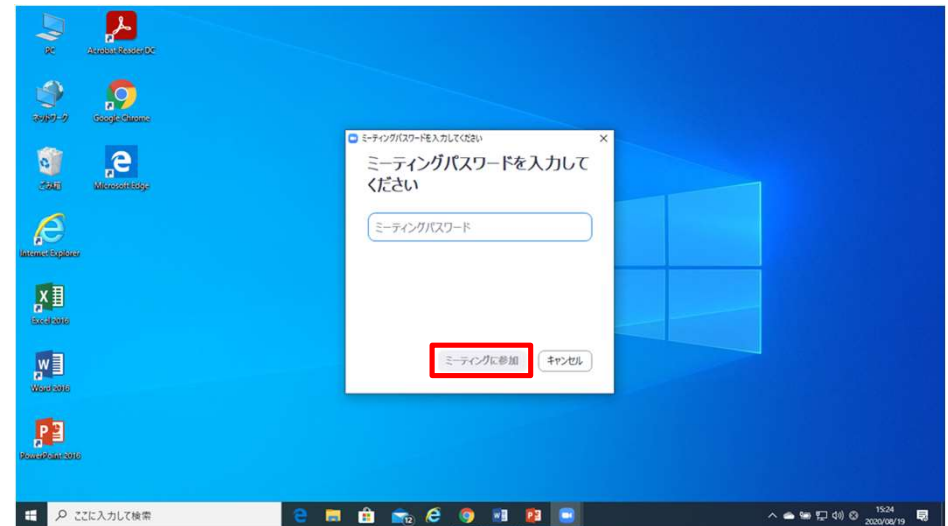 PC
Acrobat Reader DC
ネットワーク
Google Chrome
ごみ箱
Microsoft Edge
Internet Explorer
Excel 2016
Word 2016
PowerPoint 2016
ミーティングパスワードを入力してください
ミーティングパスワードを入力して
ください
ミーティングパスワード
ミーティングに参加
キャンセル
ここに入力して検索
12
15:24
2020/08/19